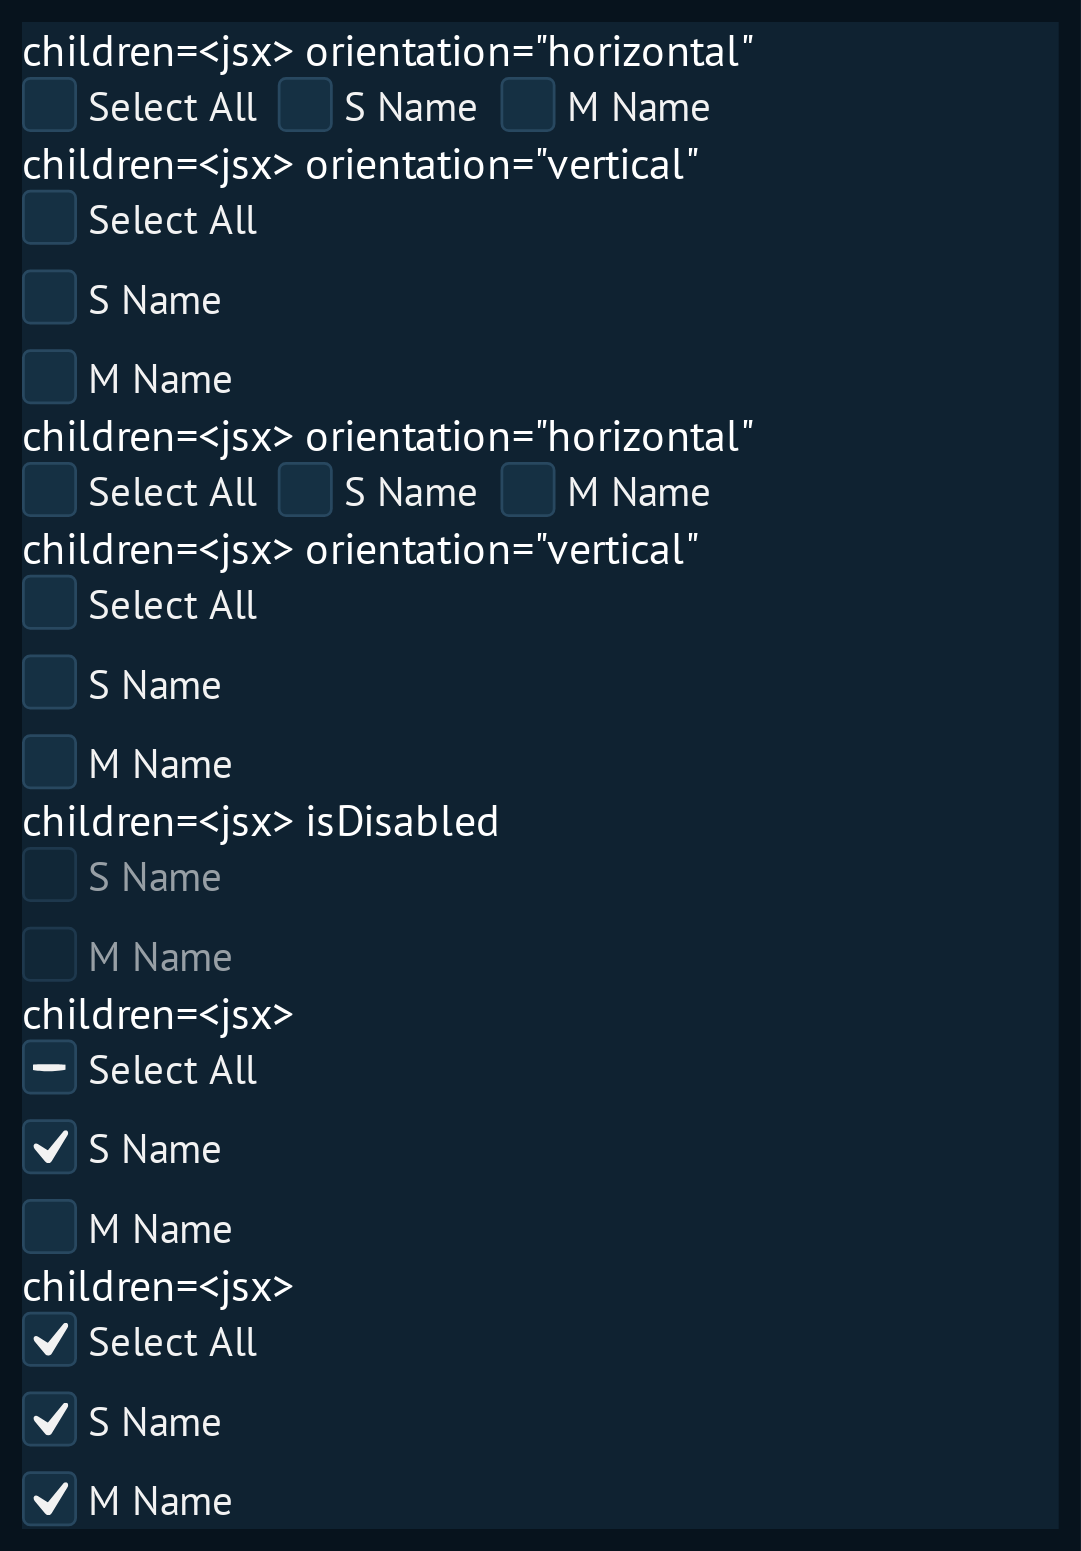 children=<jsx> orientation="horizontal"
Select All S Name M Name
children=<jsx> orientation="vertical"
Select All
S Name
M Name
children=<jsx> orientation="horizontal"
Select All S Name M Name
children=<jsx> orientation="vertical"
Select All
S Name
M Name
children=<jsx> isDisabled
S Name
M Name
children=<jsx>
Select All
S Name
M Name
children=<jsx>
Select All
S Name
M Name